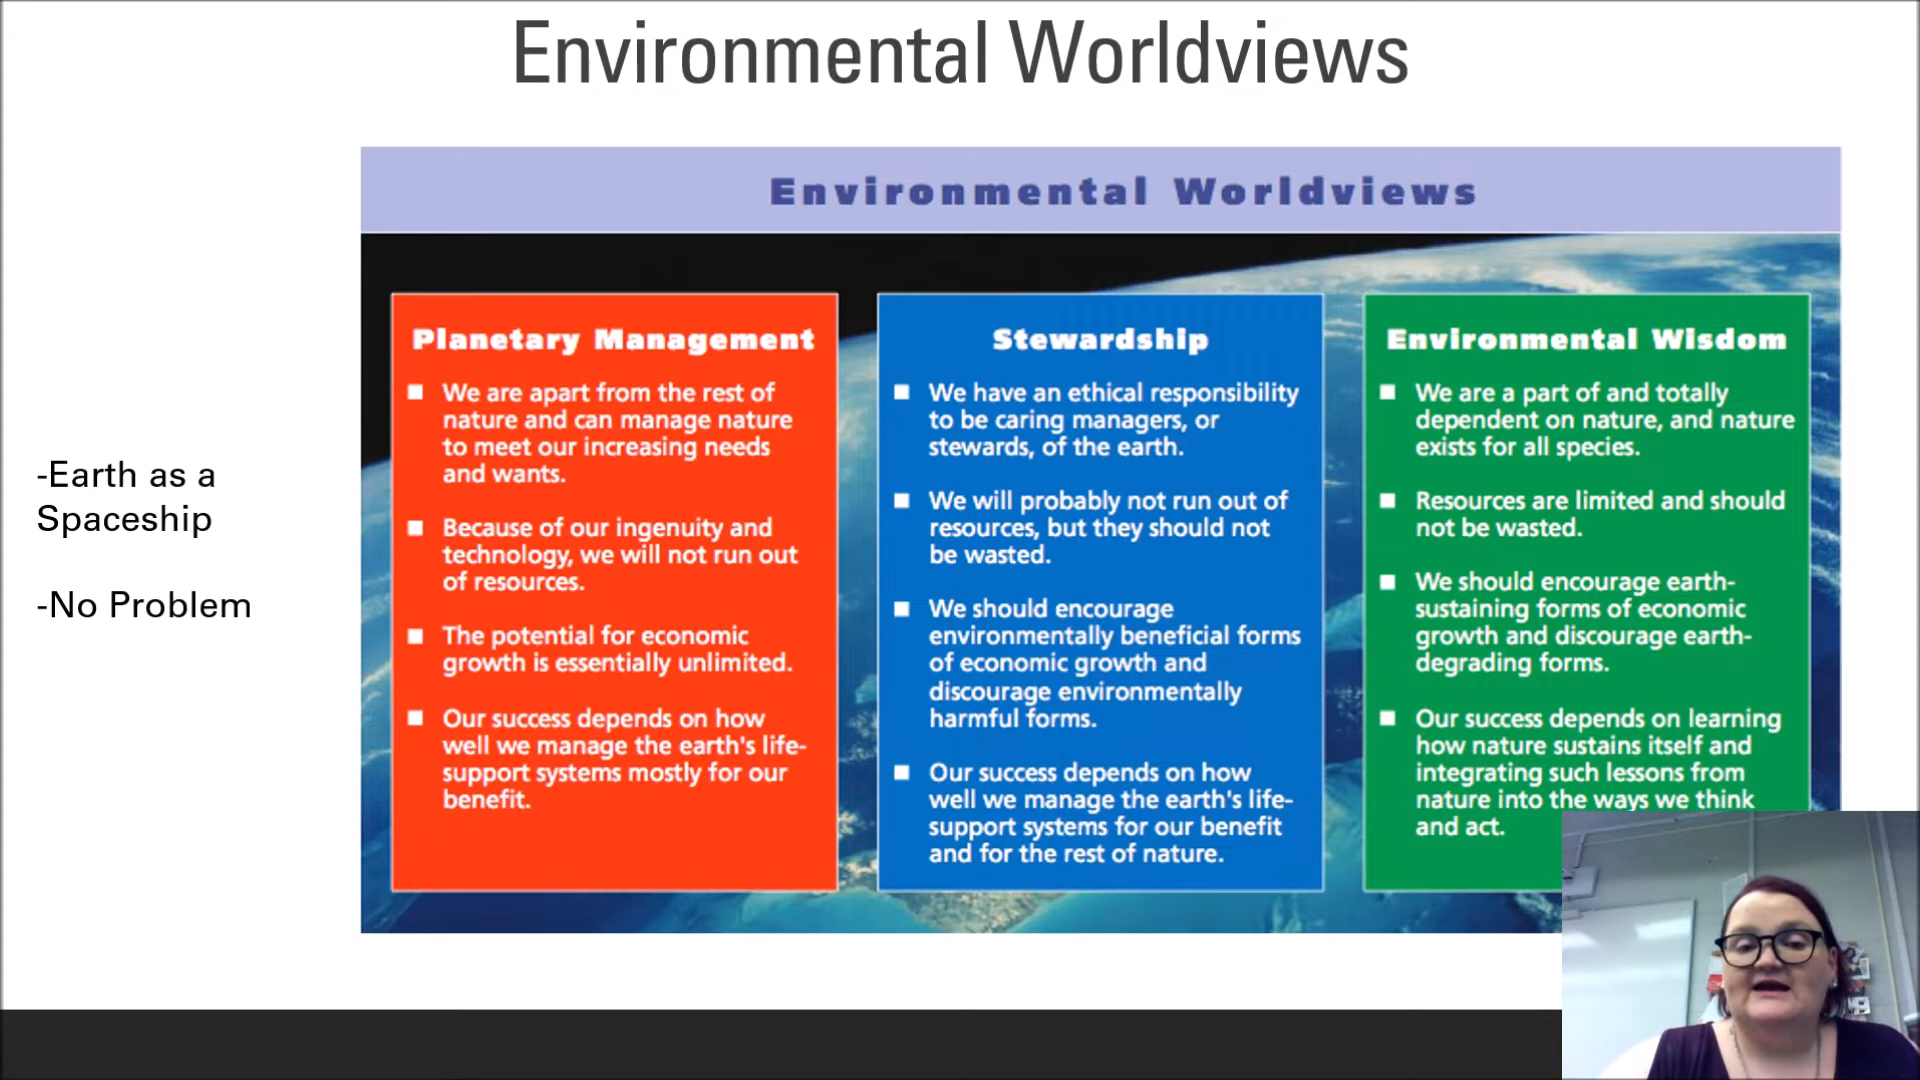 Environmental Worldviews
Environmental Worldviews
-Earth as a
Spaceship
-No Problem
Planetary Management
We are apart from the rest of
nature and can manage nature
to meet our increasing needs
and wants.
Because of our ingenuity and
technology, we will not run out
of resources.
The potential for economic
growth is essentially unlimited.
Our success depends on how
well we manage the earth's life-
support systems mostly for our
benefit.
Stewardship
We have an ethical responsibility
to be caring managers, or
stewards, of the earth.
We will probably not run out of
resources, but they should not
be wasted.
We should encourage
environmentally beneficial forms
of economic growth and
discourage environmentally
harmful forms.
Our success depends on how
well we manage the earth's life-
support systems for our benefit
and for the rest of nature.
Environmental Wisdom
We are a part of and totally
dependent on nature, and nature
exists for all species.
Resources are limited and should
not be wasted.
We should encourage earth-
sustaining forms of economic
growth and discourage earth-
degrading forms.
Our success depends on learning
how nature sustains itself and
integrating such lessons from
nature into the ways we think
and act.